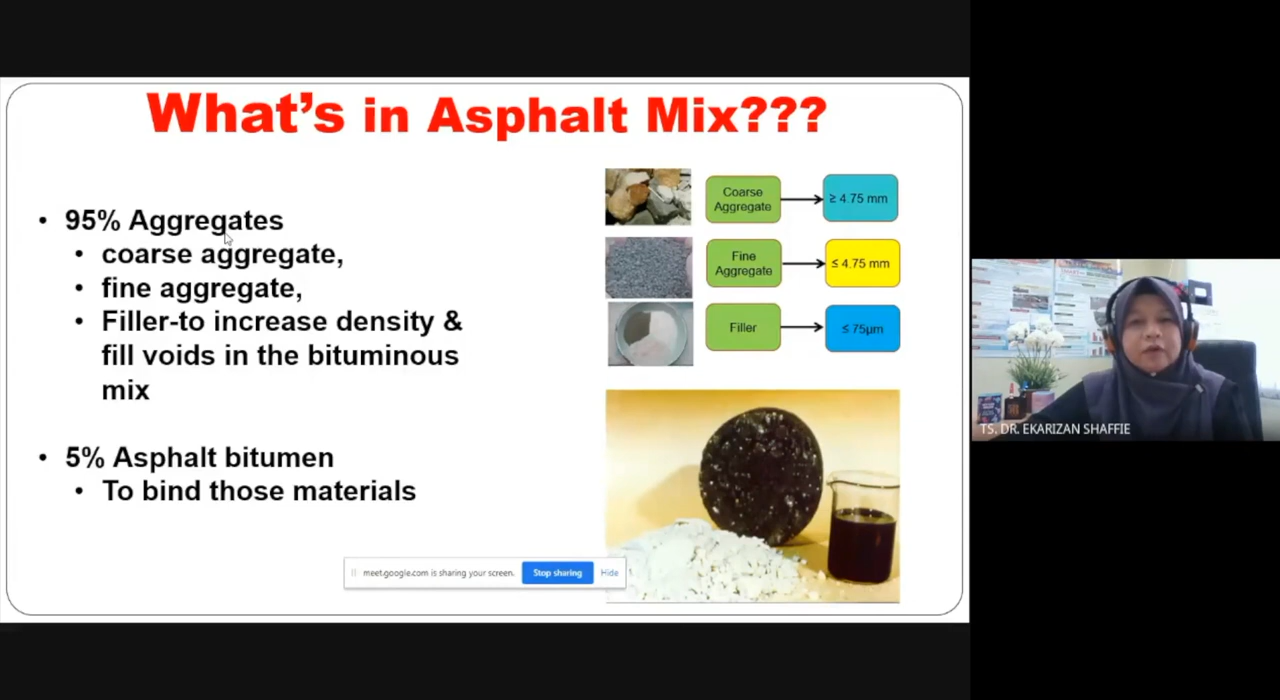 What's in Asphalt Mix???
• 95% Aggregates
• coarse aggregate,
• fine aggregate,
• Filler-to increase density &
fill voids in the bituminous
mix
• 5% Asphalt bitumen
• To bind those materials
Coarse
Aggregate
≥ 4.75 mm
Fine
Aggregate
≤ 4.75 mm
Filler
≤ 75µm
meet.google.com is sharing your screen.
Stop sharing
Hide
TS. DR. EKARIZAN SHAFFIE